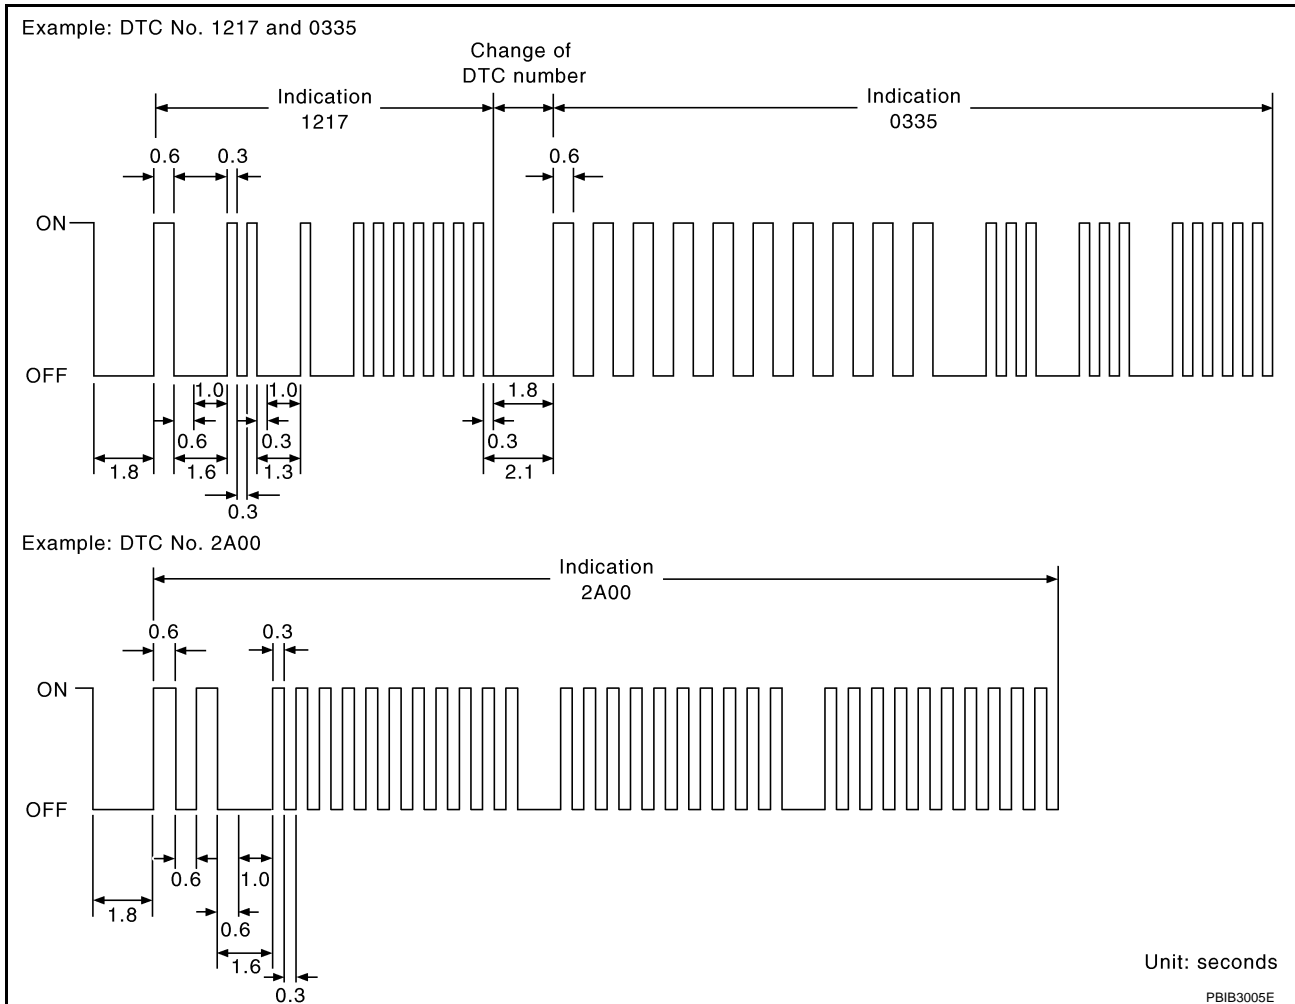 Example: DTC No. 1217 and 0335
Change of
DTC number
Indication
1217
Indication
0335
0.6
0.3
0.6
ON
OFF
1.0
1.0
1.8
0.6
0.3
0.3
1.8
1.6
1.3
2.1
0.3
Example: DTC No. 2A00
Indication
2A00
0.6
0.3
ON
OFF
0.6
1.0
1.8
0.6
1.6
0.3
Unit: seconds
PBIB3005E